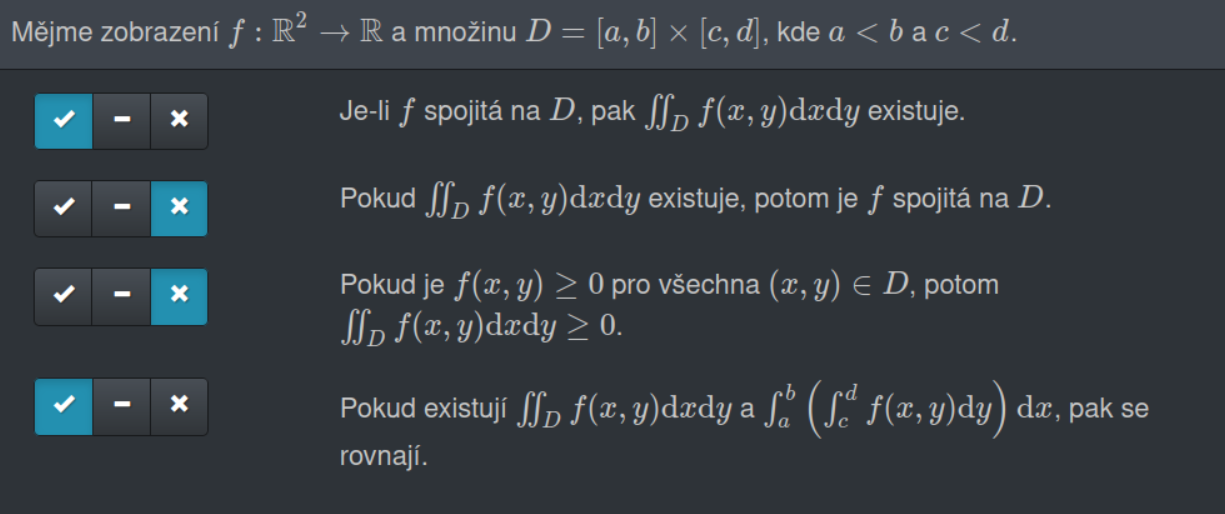 Mějme zobrazení f : ℝ² → ℝ a množinu D = [a, b] × [c, d], kde a < b a c < d.
Je-li f spojitá na D, pak ∬_D f(x, y)dxdy existuje.
Pokud ∬_D f(x, y)dxdy existuje, potom je f spojitá na D.
Pokud je f(x, y) ≥ 0 pro všechna (x, y) ∈ D, potom
∬_D f(x, y)dxdy ≥ 0.
Pokud existují ∬_D f(x, y)dxdy a ∫_a^b (∫_c^d f(x, y)dy) dx, pak se
rovnají.